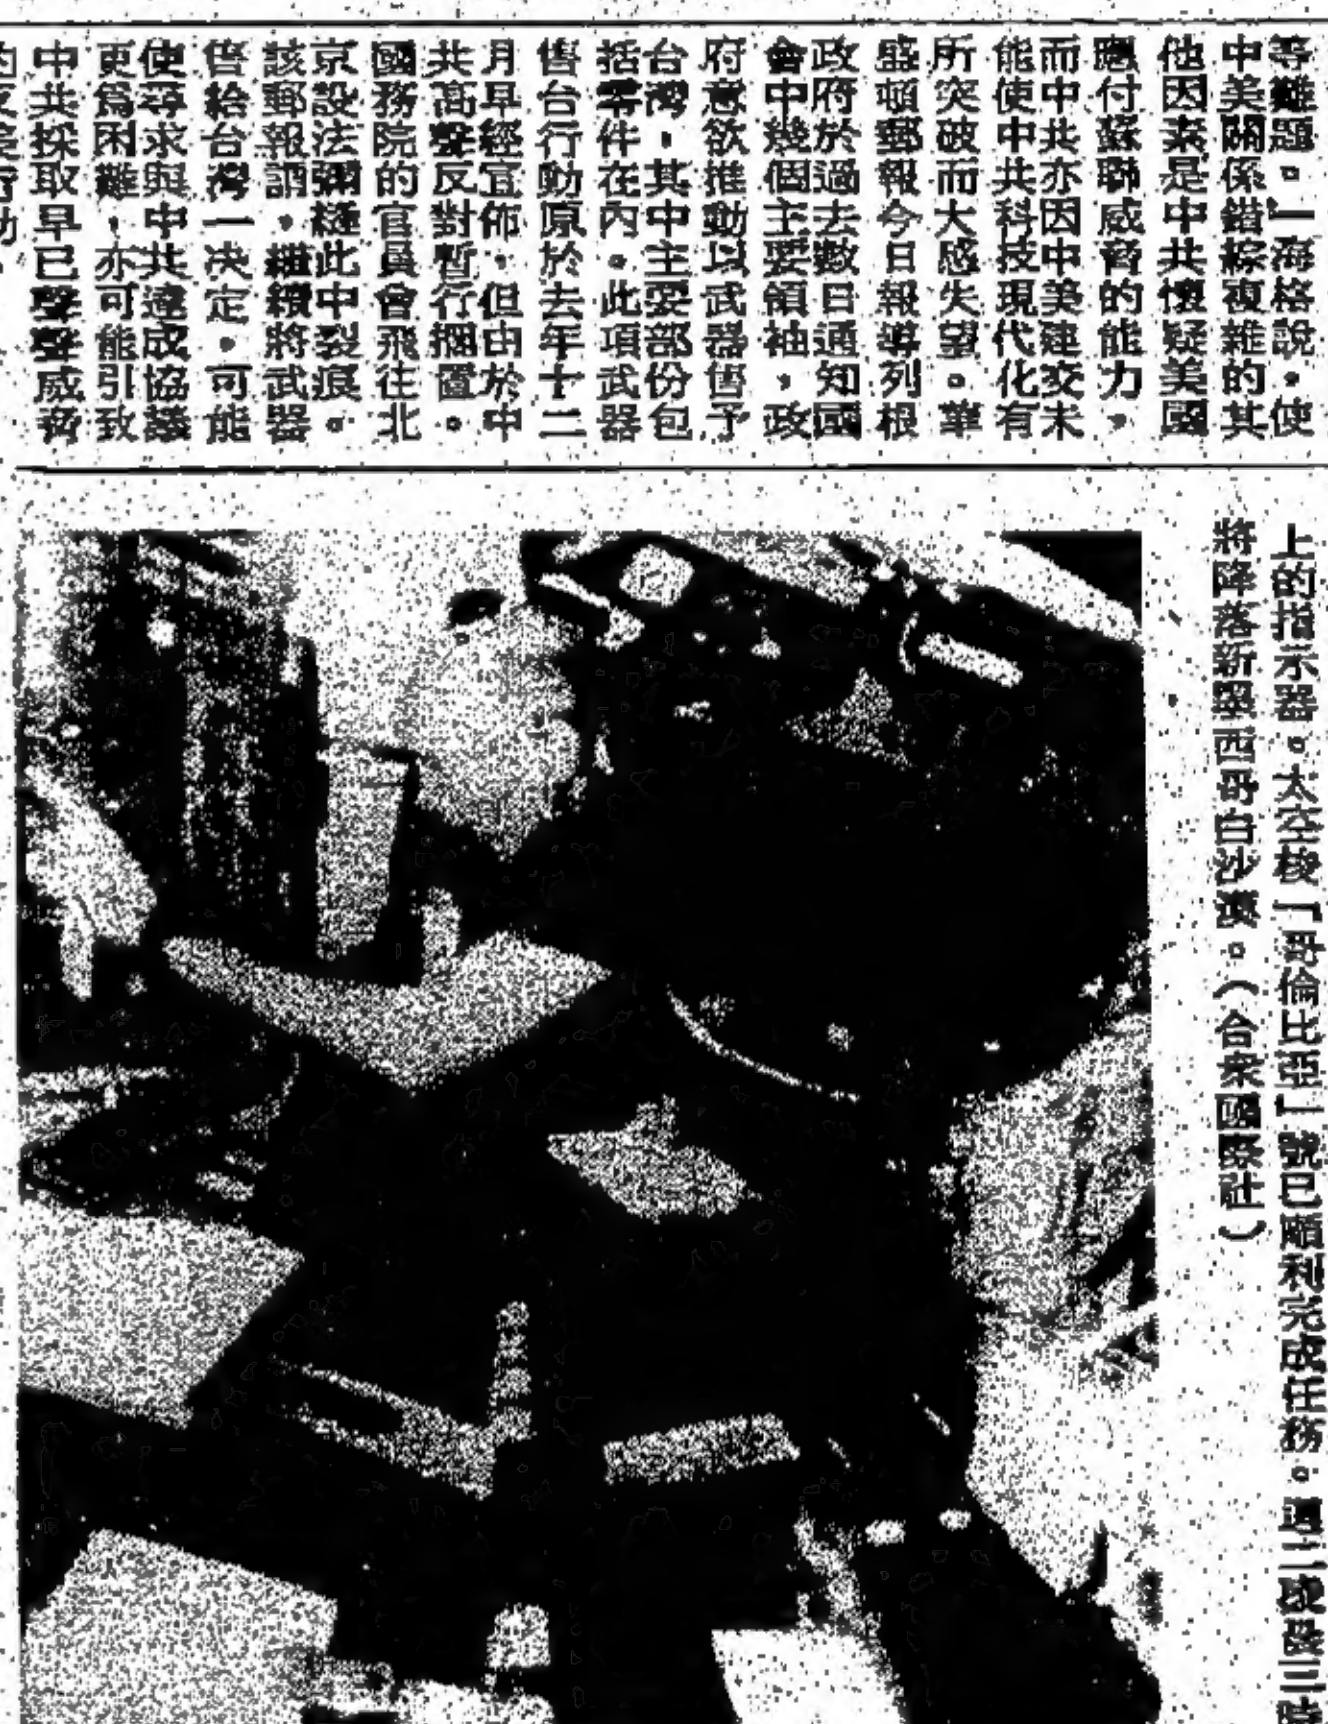 等難題。」海格說，使
中美關係錯綜複雜的其
他因素是中共懷疑美國
應付蘇聯威脅的能力，
而中共亦因中美建交未
能使中共科技現代化有
所突破而大感失望。華
盛頓郵報今日報導列根
政府於過去數日通知國
會中幾個主要領袖，政
府意欲推動以武器售予
台灣，其中主要部份包
括零件在內。此項武器
售台行動原於去年十二
月早經宣佈，但由於中
共高聲反對暫行擱置。
國務院的官員曾飛往北
京設法彌縫此中裂痕。
該郵報謂，繼續將武器
售給台灣一决定，可能
使尋求與中共達成協議
更爲困難，亦可能引致
中共採取早已聲聲威脅
上的指示器。太空梭「哥倫比亞」號已順利完成任務。
將降落新墨西哥白沙漠。（合衆國際社）